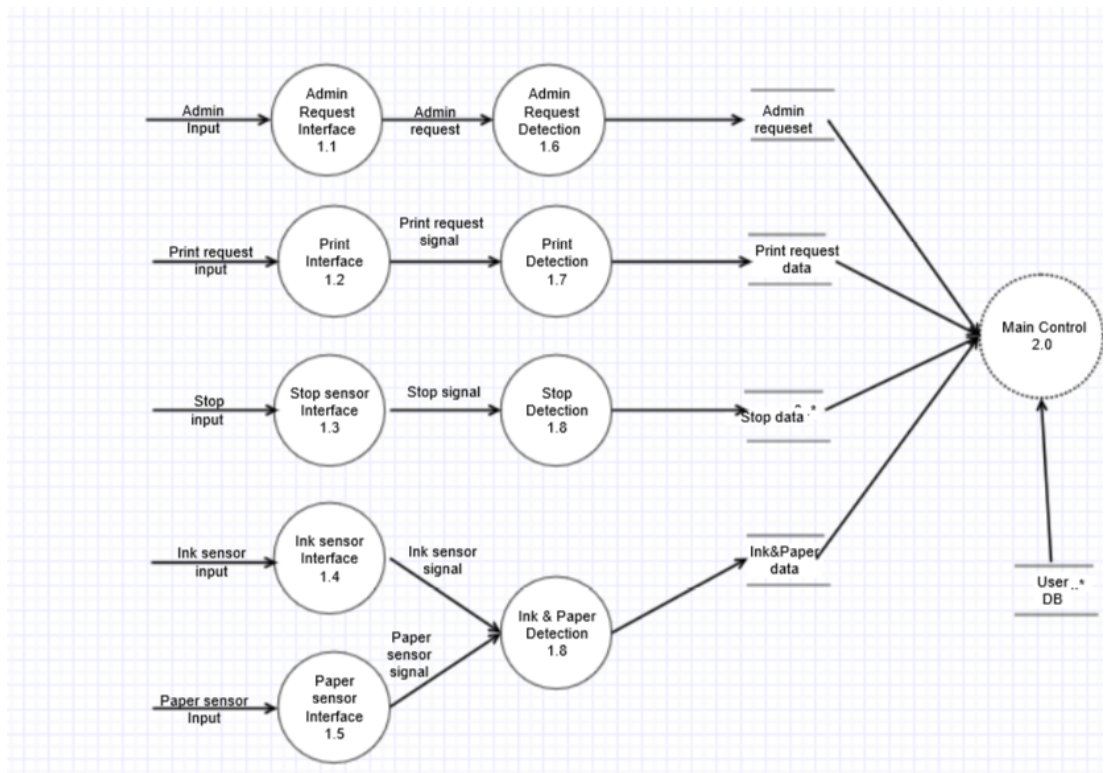 Admin
Input
Admin
Request
Interface
1.1
Admin
request
Admin
Request
Detection
1.6
Admin
requeset
Print request
input
Print
Interface
1.2
Print request
signal
Print
Detection
1.7
Print request
data
Main Control
2.0
Stop
input
Stop sensor
Interface
1.3
Stop signal
Stop
Detection
1.8
Stop data
Ink sensor
input
Ink sensor
Interface
1.4
Ink sensor
signal
Ink & Paper
Detection
1.8
Ink&Paper
data
User ..*
DB
Paper sensor
Input
Paper
sensor
Interface
1.5
Paper
sensor
signal